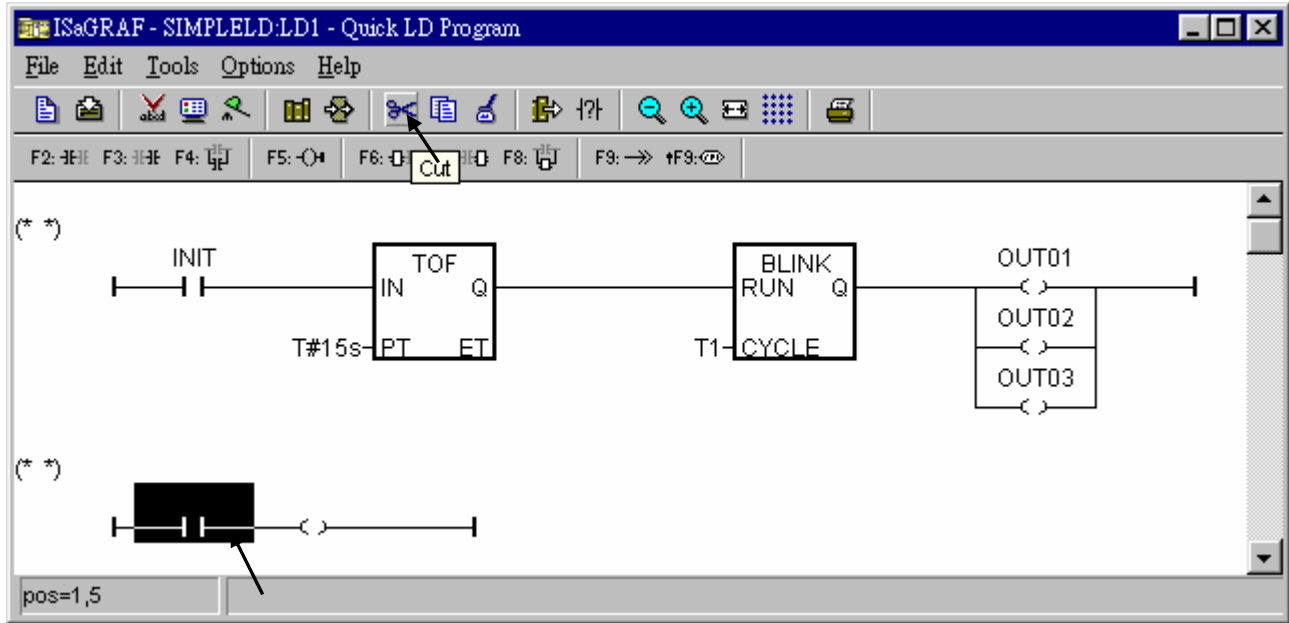 ISaGRAF - SIMPLELD:LD1 - Quick LD Program
File Edit Tools Options Help
abcd
?
F2: F3: F4: F5: F6: F8: F9: F9:
Cut
(* *)
INIT
TOF
IN Q
T#15s PT ET
BLINK
RUN Q
T1 CYCLE
OUT01
OUT02
OUT03
(* *)
pos=1,5